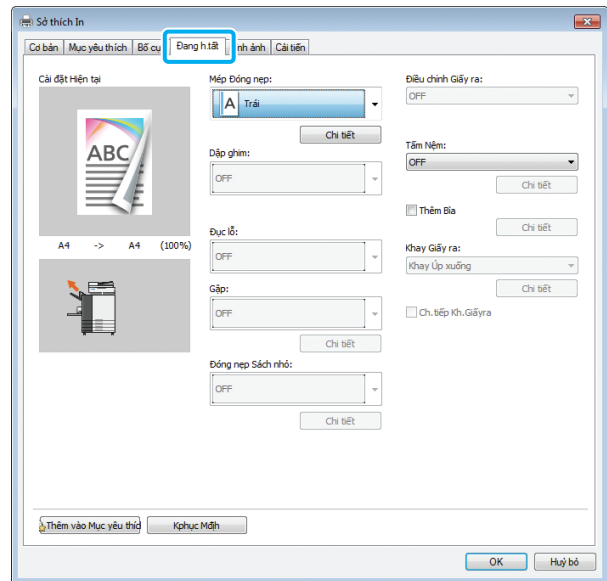 Sở thích In
Cơ bản Mục yêu thích Bố cụ Đang h.tất nh ảnh Cải tiến
Cài đặt Hiện tại
ABC
A4 -> A4 (100%)
Mép Đóng nẹp:
A Trái
Chi tiết
Dập ghim:
OFF
Đục lỗ:
OFF
Gập:
OFF
Chi tiết
Đóng nẹp Sách nhỏ:
OFF
Chi tiết
Điều chỉnh Giấy ra:
OFF
Tấm Nệm:
OFF
Chi tiết
Thêm Bìa
Chi tiết
Khay Giấy ra:
Khay Úp xuống
Chi tiết
Ch.tiếp Kh.Giấyra
Thêm vào Mục yêu thíc
OK Huỷ bỏ